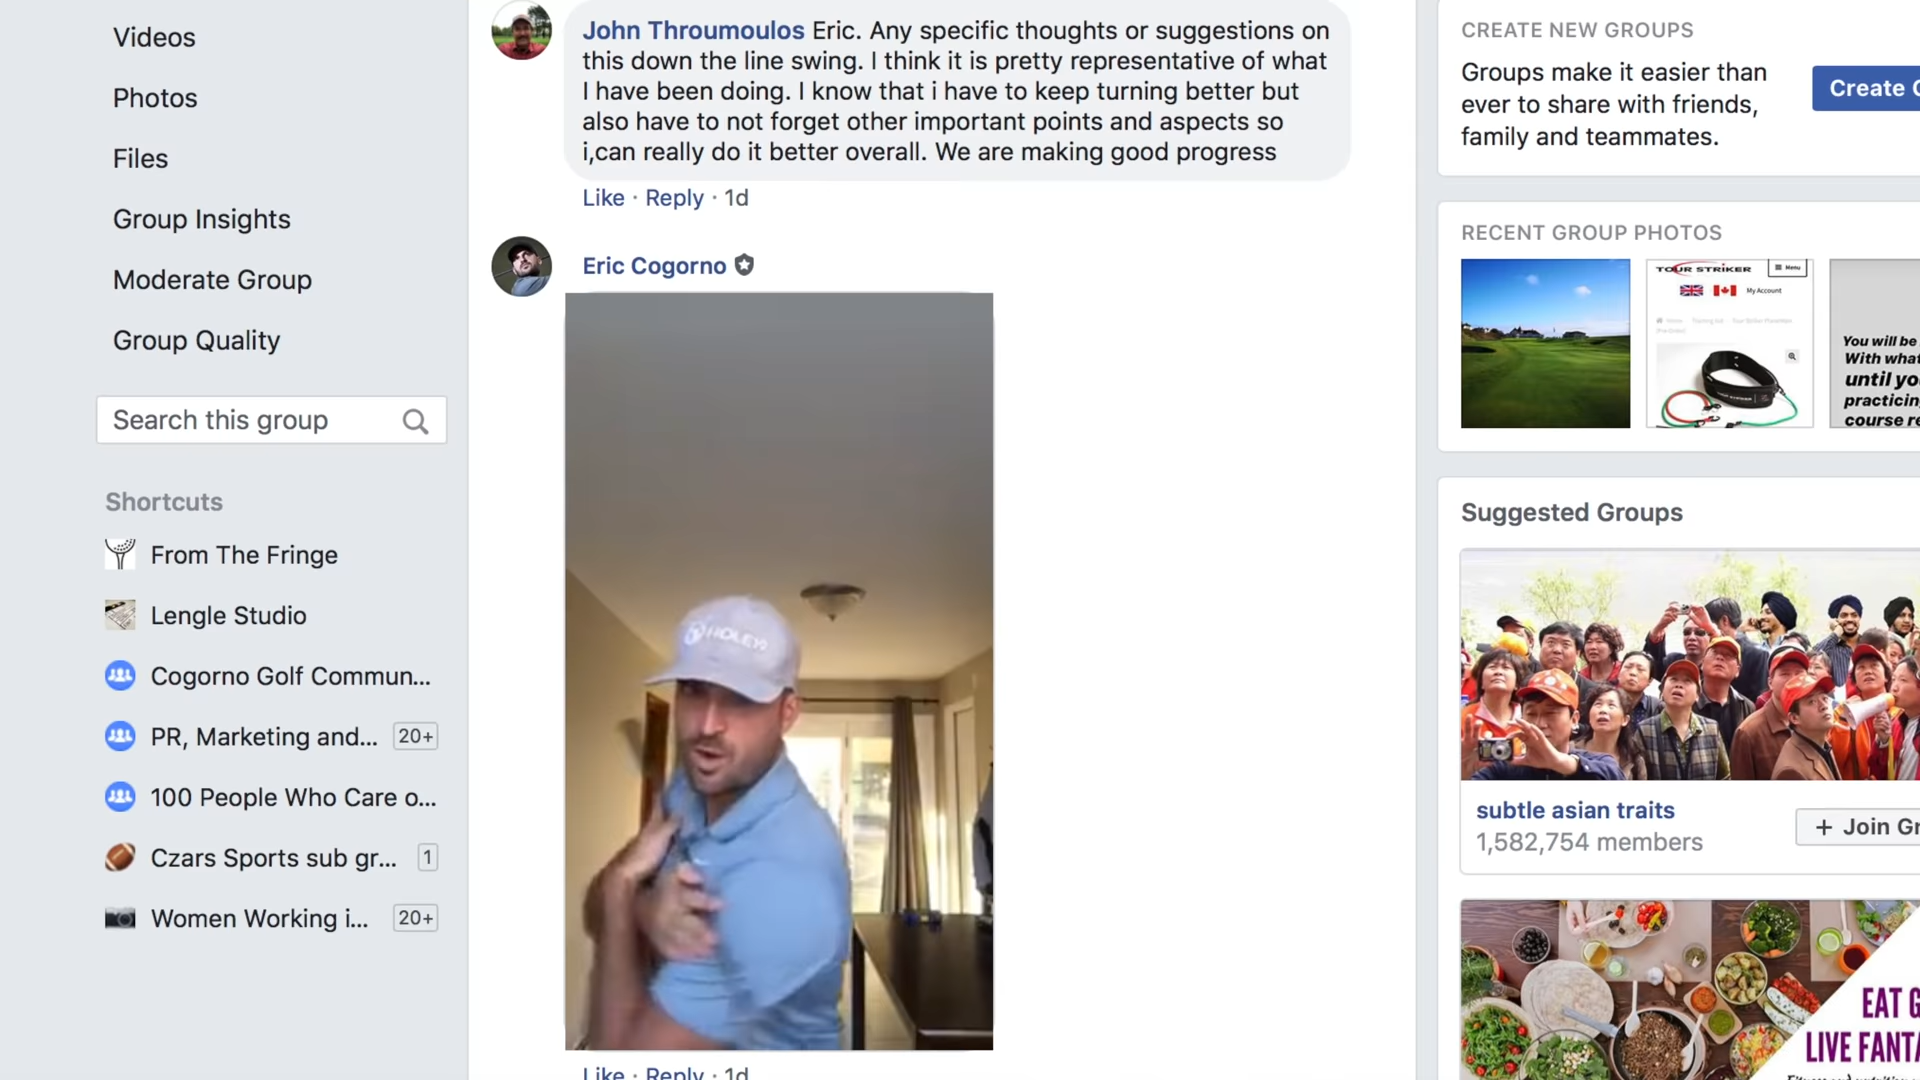 Videos
Photos
Files
Group Insights
Moderate Group
Group Quality
Search this group
Shortcuts
From The Fringe
Lengle Studio
Cogorno Golf Commun...
PR, Marketing and... 20+
100 People Who Care o...
Czars Sports sub gr... 1
Women Working i... 20+
John Throumoulos Eric. Any specific thoughts or suggestions on
this down the line swing. I think it is pretty representative of what
I have been doing. I know that i have to keep turning better but
also have to not forget other important points and aspects so
i,can really do it better overall. We are making good progress
Like · Reply · 1d
Eric Cogorno
Like · Reply · 1d
CREATE NEW GROUPS
Groups make it easier than
ever to share with friends,
family and teammates.
Create G
RECENT GROUP PHOTOS
TOUR STRIKER
Menu
My Account
You will be
With what
until yo
practicin
course re
Suggested Groups
subtle asian traits
1,582,754 members
+ Join Gr
EAT G
LIVE FANTA